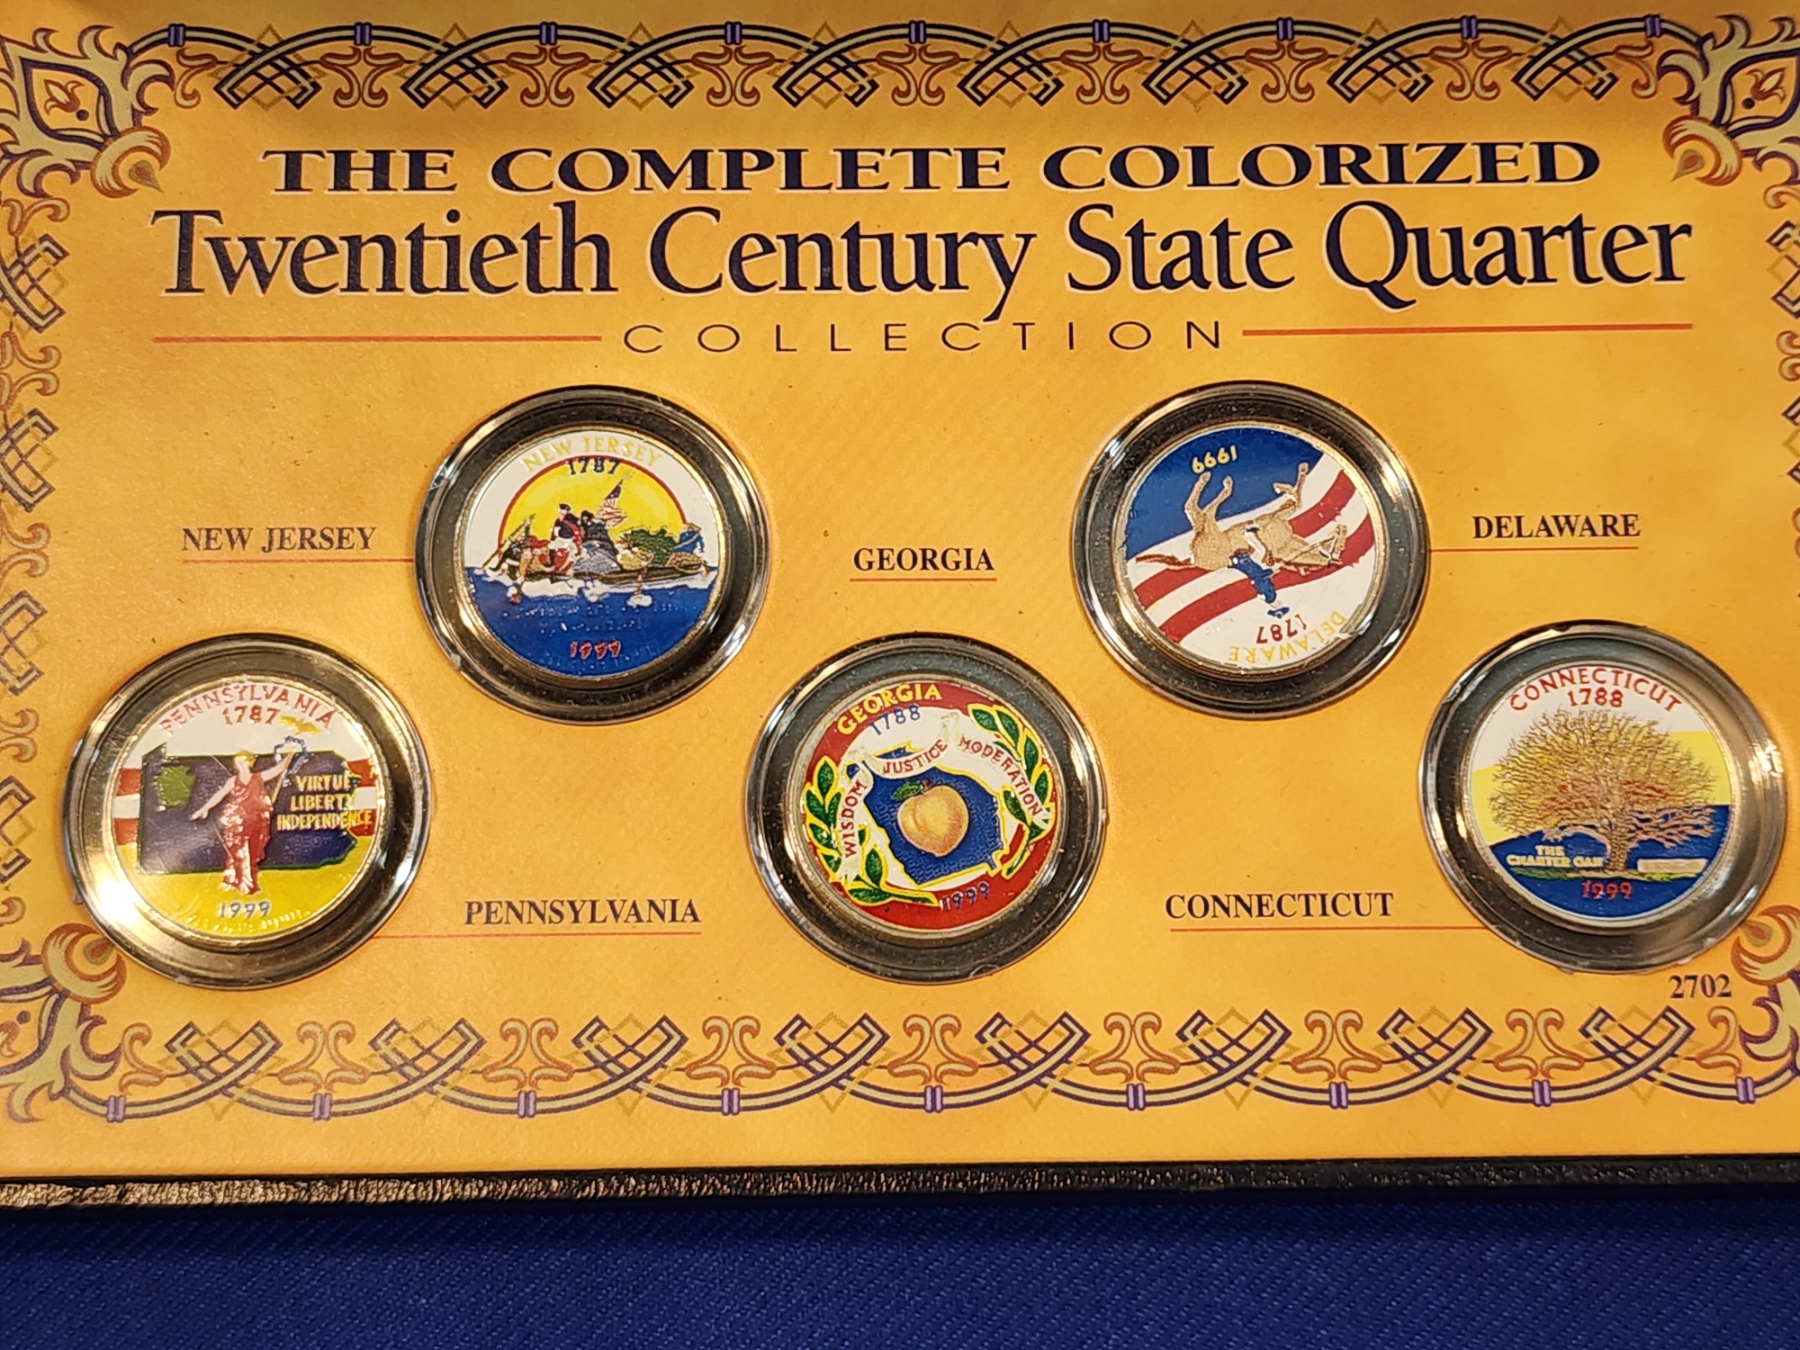 THE COMPLETE COLORIZED
Twentieth Century State Quarter
COLLECTION
NEW JERSEY
NEW JERSEY
1787
1999
GEORGIA
1999
1787
DELAWARE
DELAWARE
PENNSYLVANIA
1787
VIRTUE
LIBERTY
INDEPENDENCE
1999
PENNSYLVANIA
GEORGIA
1788
WISDOM JUSTICE MODERATION
1999
CONNECTICUT
CONNECTICUT
1788
THE
CHARTER OAK
1999
2702